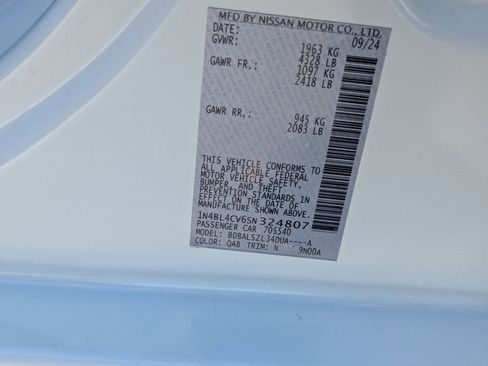 MFD BY NISSAN MOTOR CO., LTD.
DATE: 09/24
GVWR: 1963 KG
4328 LB
GAWR FR.: 1097 KG
2418 LB
GAWR RR.: 945 KG
2083 LB
THIS VEHICLE CONFORMS TO
ALL APPLICABLE FEDERAL
MOTOR VEHICLE SAFETY,
BUMPER, AND THEFT
PREVENTION STANDARDS IN
EFFECT ON THE DATE OF
MANUFACTURE SHOWN ABOVE.
1N4BL4CV6SN324807
PASSENGER CAR 705540
MODEL: BDBALSZL34DUA----A
COLOR: QAB TRIM: N 9N00A